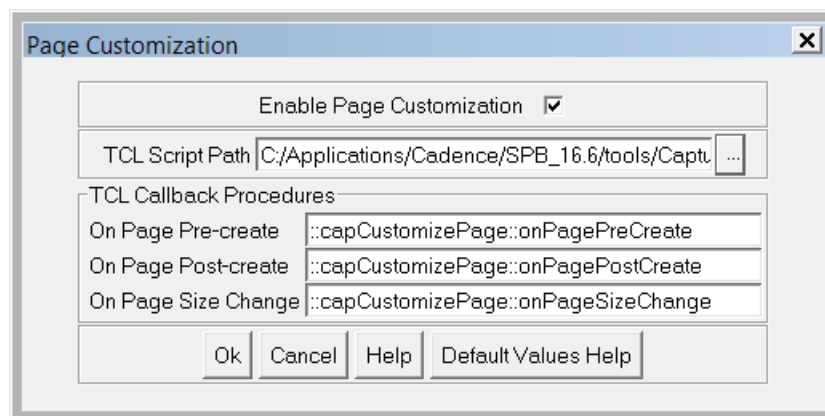 Page Customization
Enable Page Customization
TCL Script Path C:/Applications/Cadence/SPB_16.6/tools/Captu ...
TCL Callback Procedures
On Page Pre-create ::capCustomizePage::onPagePreCreate
On Page Post-create ::capCustomizePage::onPagePostCreate
On Page Size Change ::capCustomizePage::onPageSizeChange
Ok Cancel Help Default Values Help